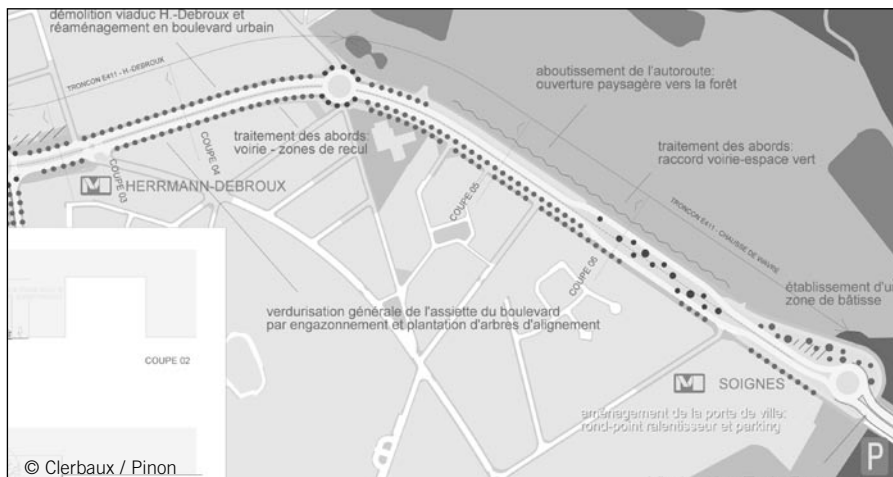 démolition viaduc H.-Debroux et
réaménagement en boulevard urbain
TRONCON E411 - H.-DEBROUX
aboutissement de l'autoroute:
ouverture paysagère vers la forêt
traitement des abords:
voirie - zones de recul
traitement des abords:
raccord voirie-espace vert
COUPE 03
COUPE 04
M HERRMANN-DEBROUX
COUPE 05
TRONCON E411 - CHAUSSEE DE WAVRE
COUPE 06
établissement d'un
zone de bâtisse
verdurisation générale de l'assiette du boulevard
par engazonnement et plantation d'arbres d'alignement
COUPE 02
M SOIGNES
aménagement de la porte de ville:
rond-point ralentisseur et parking
P
© Clerbaux / Pinon